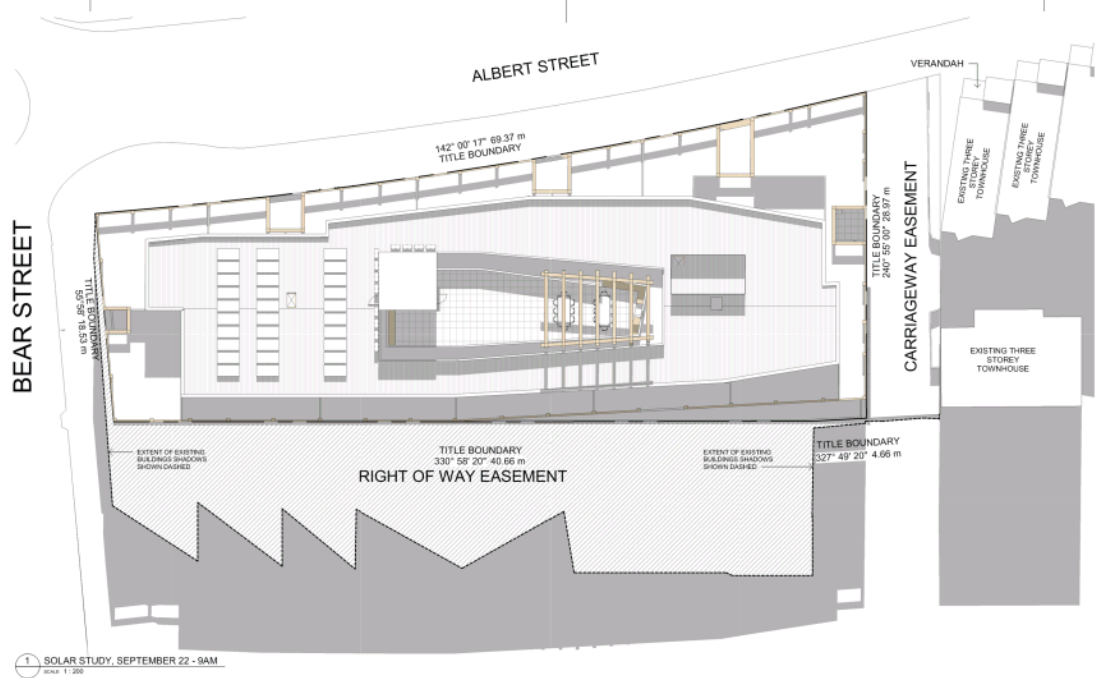 ALBERT STREET
VERANDAH
142° 00' 17" 69.37 m
TITLE BOUNDARY
EXISTING THREE
STOREY
TOWNHOUSE
EXISTING THREE
STOREY
TOWNHOUSE
BEAR STREET
TITLE BOUNDARY
55°58' 18.53 m
TITLE BOUNDARY
240° 55' 00" 28.97 m
CARRIAGEWAY EASEMENT
EXISTING THREE
STOREY
TOWNHOUSE
EXTENT OF EXISTING
BUILDINGS SHADOWS
SHOWN DASHED
TITLE BOUNDARY
330° 58' 20" 40.66 m
RIGHT OF WAY EASEMENT
EXTENT OF EXISTING
BUILDINGS SHADOWS
SHOWN DASHED
TITLE BOUNDARY
327° 49' 20" 4.66 m
1
SOLAR STUDY, SEPTEMBER 22 - 9AM
SCALE 1 : 200